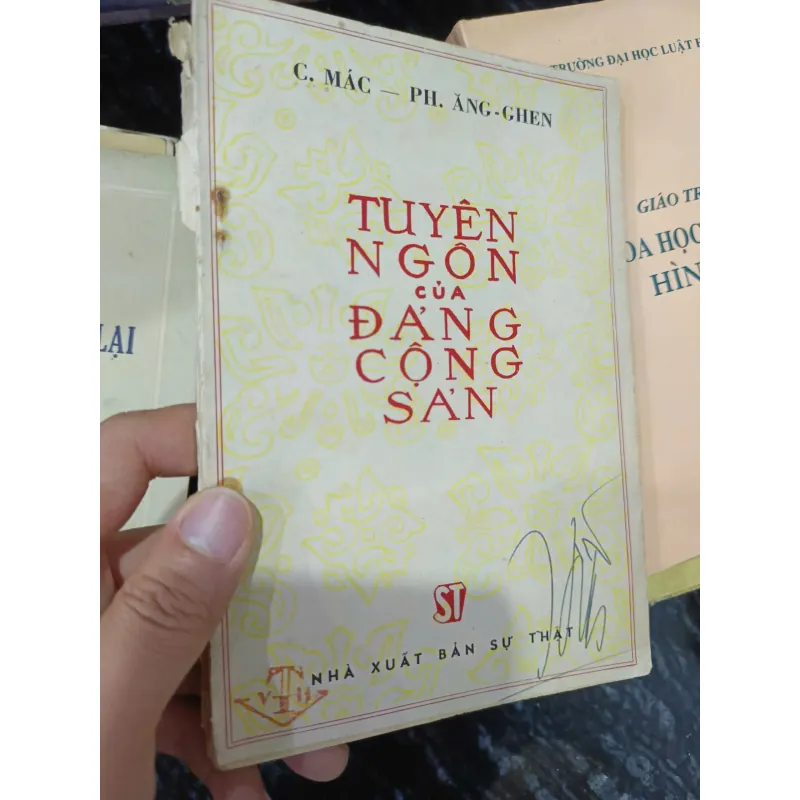 C. MÁC — PH. ĂNG-GHEN
TUYÊN
NGÔN
CỦA
ĐẢNG
CỘNG
SẢN
ST
NHÀ XUẤT BẢN SỰ THẬT
LẠI
TRƯỜNG ĐẠI HỌC LUẬT
GIÁO
HỌC
HÌN